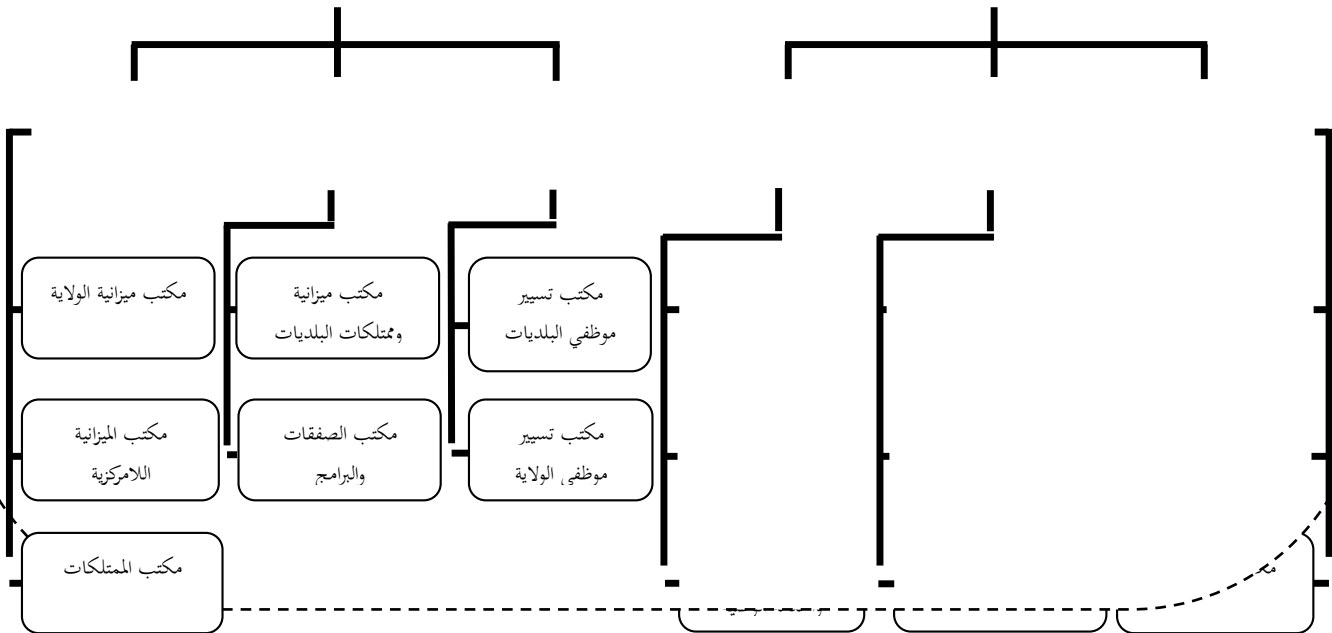 مكتب تسيير
موظفي البلديات
مكتب ميزانية
وممتلكات البلديات
مكتب ميزانية الولاية
مكتب تسيير
موظفي الولاية
مكتب الصفقات
والبرامج
مكتب الميزانية
اللامركزية
مكتب الممتلكات